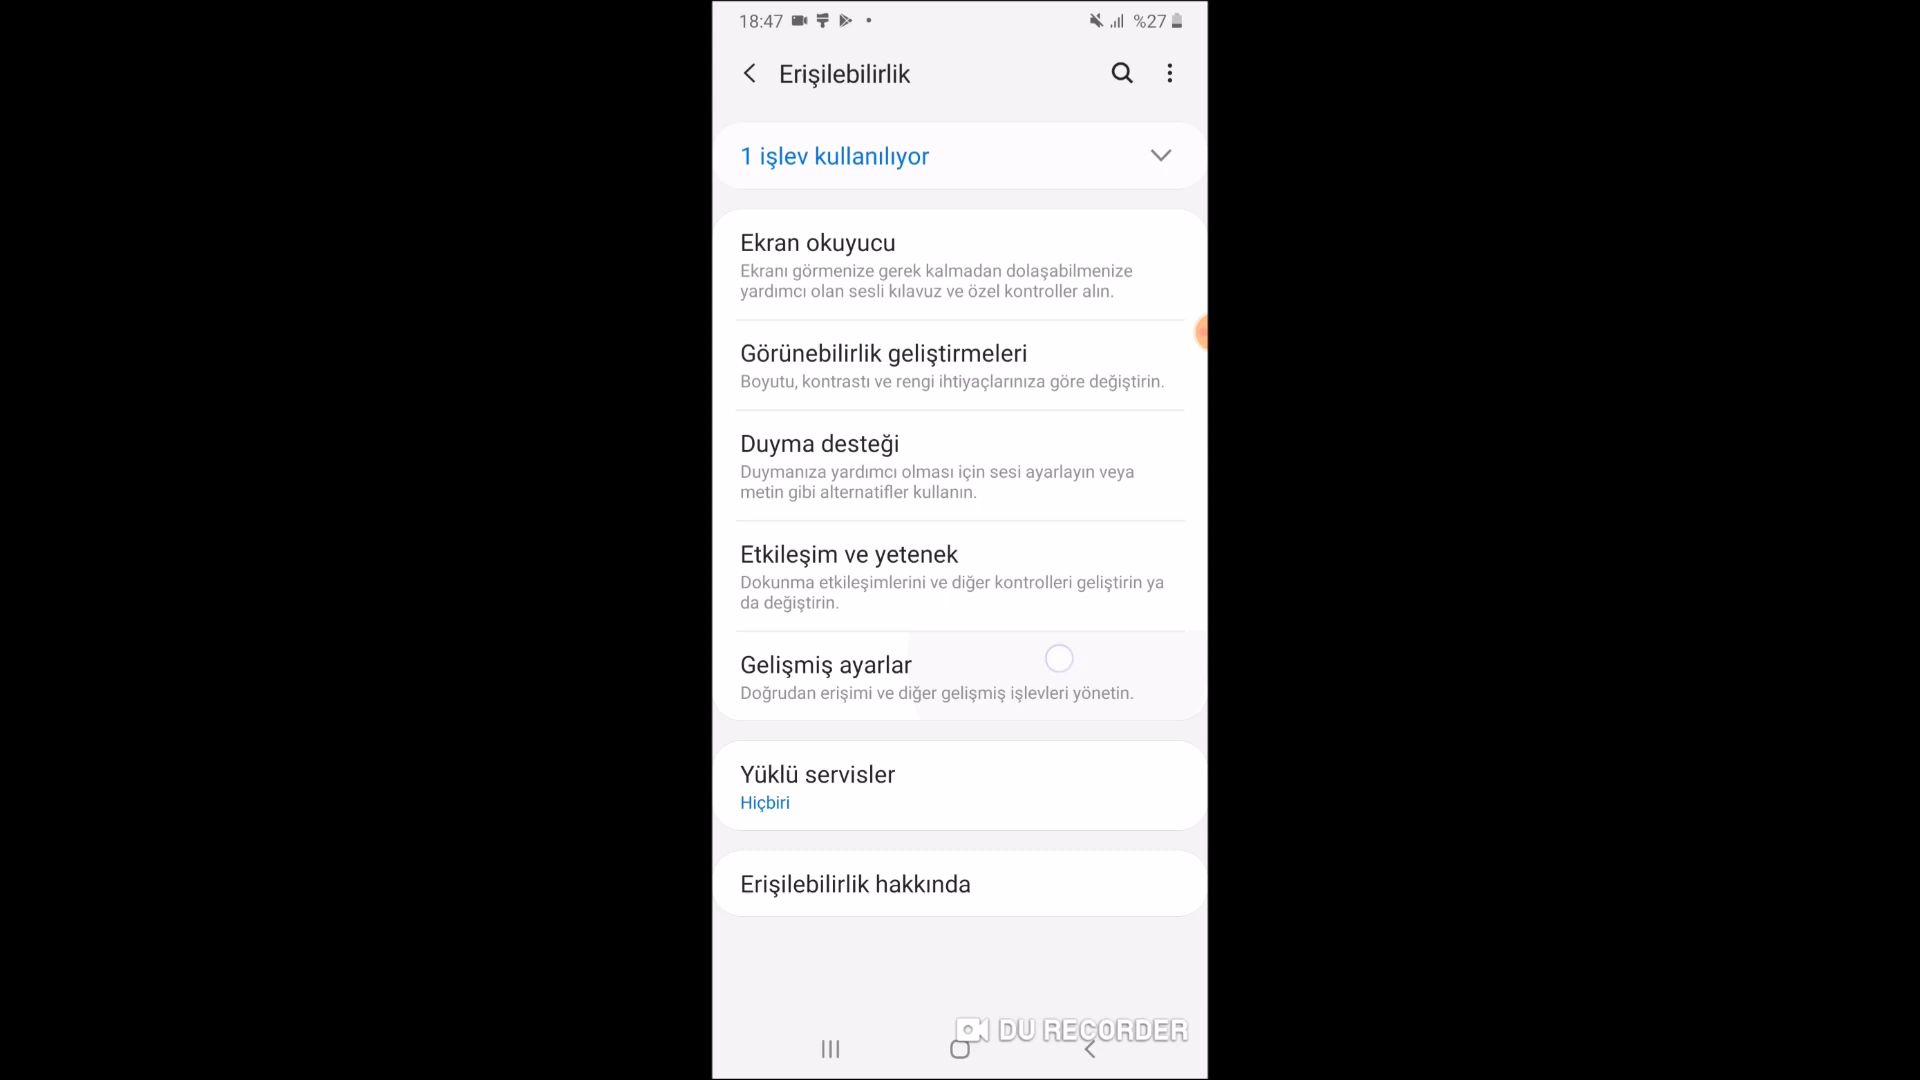 18:47 %27
Erişilebilirlik
1 işlev kullanılıyor
Ekran okuyucu
Ekranı görmenize gerek kalmadan dolaşabilmenize
yardımcı olan sesli kılavuz ve özel kontroller alın.
Görünebilirlik geliştirmeleri
Boyutu, kontrastı ve rengi ihtiyaçlarınıza göre değiştirin.
Duyma desteği
Duymanıza yardımcı olması için sesi ayarlayın veya
metin gibi alternatifler kullanın.
Etkileşim ve yetenek
Dokunma etkileşimlerini ve diğer kontrolleri geliştirin ya
da değiştirin.
Gelişmiş ayarlar
Doğrudan erişimi ve diğer gelişmiş işlevleri yönetin.
Yüklü servisler
Hiçbiri
Erişilebilirlik hakkında
DU RECORDER